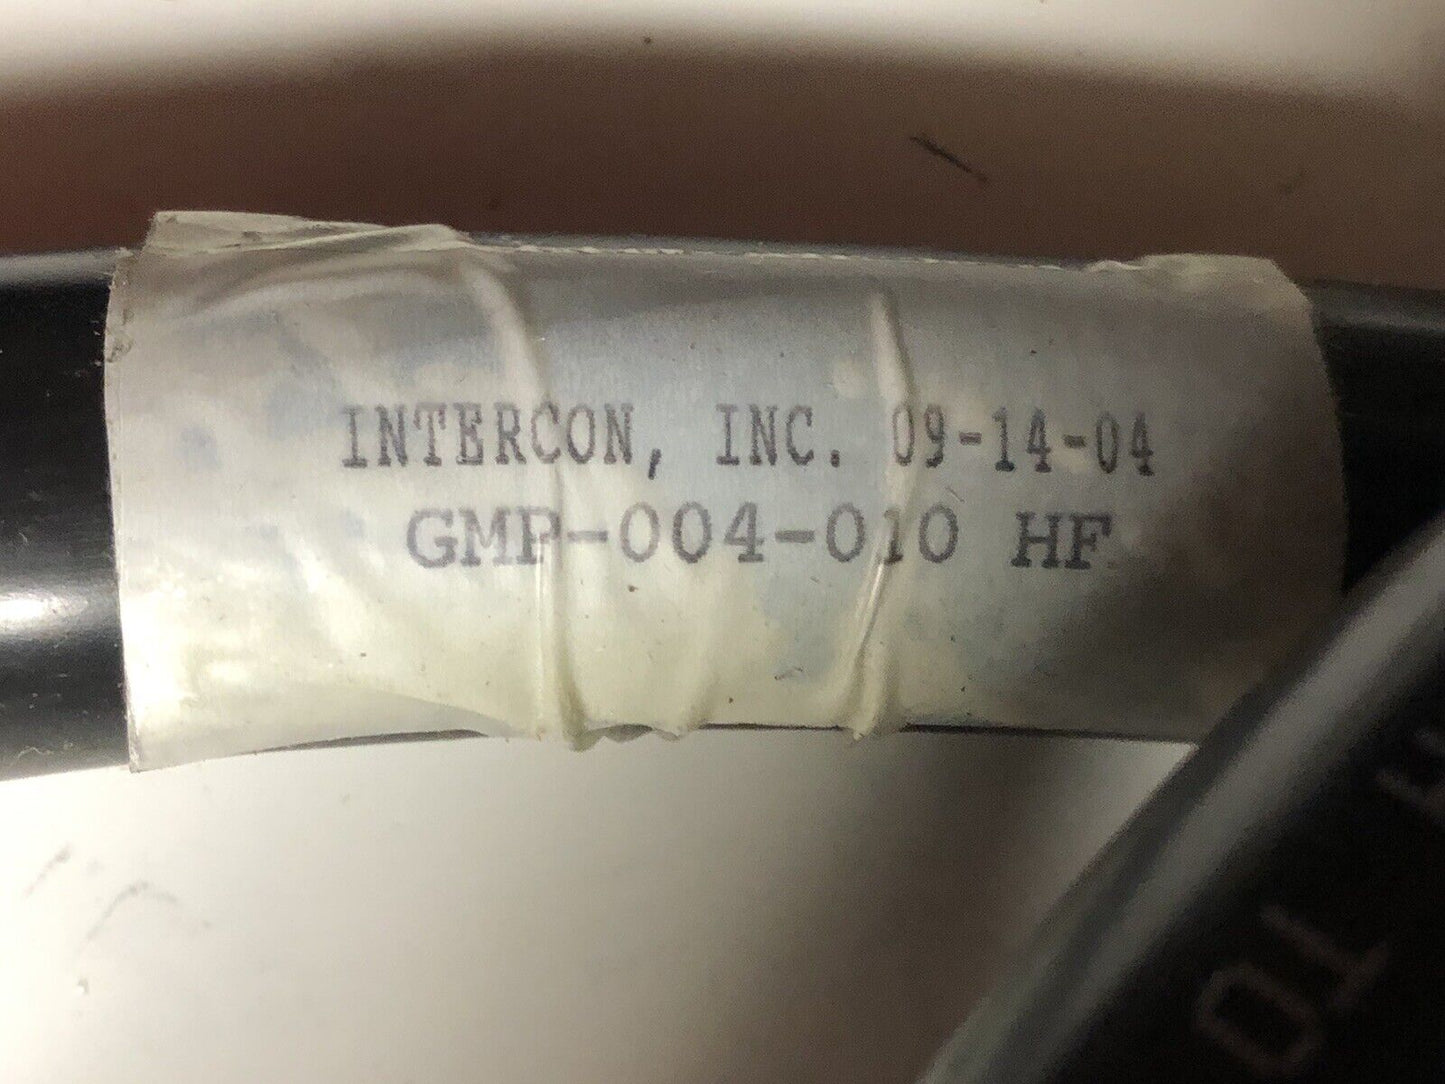 INTERCON, INC. 09-14-04
GMP-004-010 HF